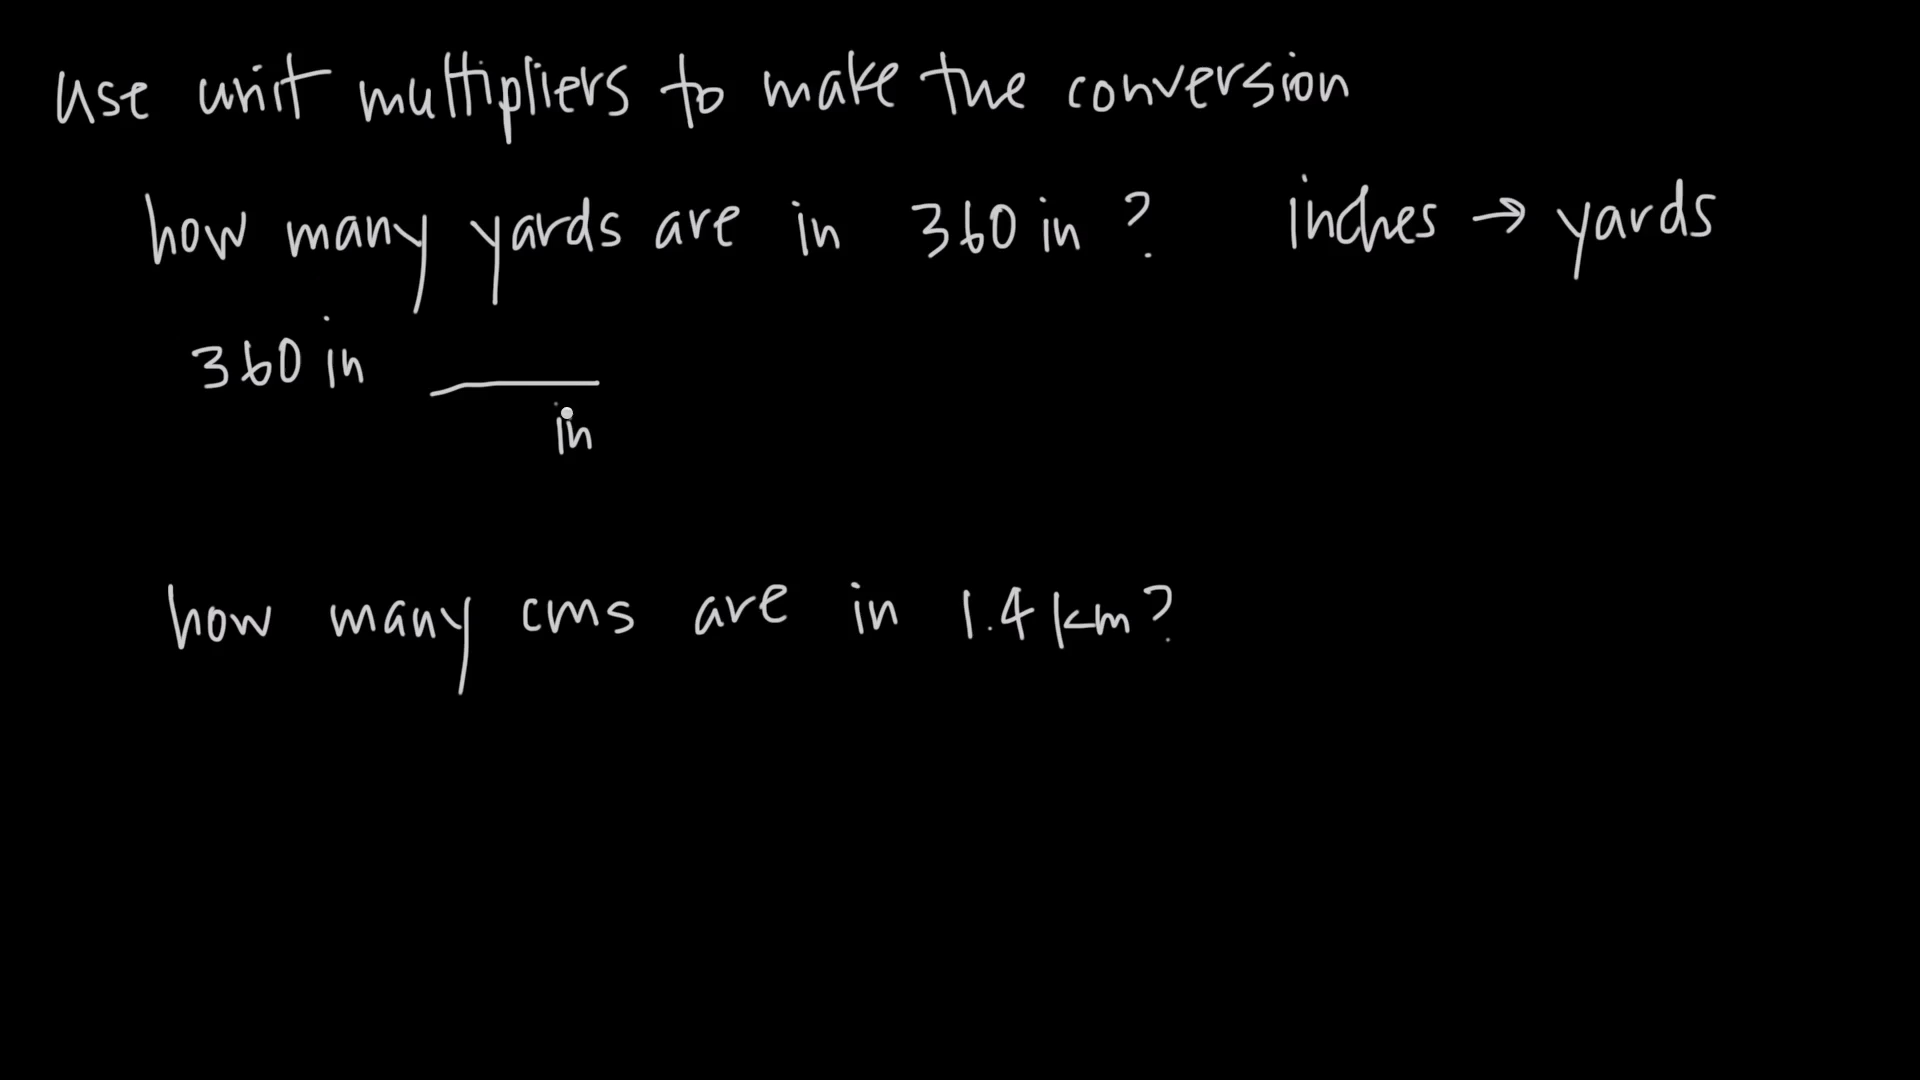 use unit multipliers to make the conversion
how many yards are in 360 in ? inches → yards
360 in
in
how many cms are in 1.4 km?